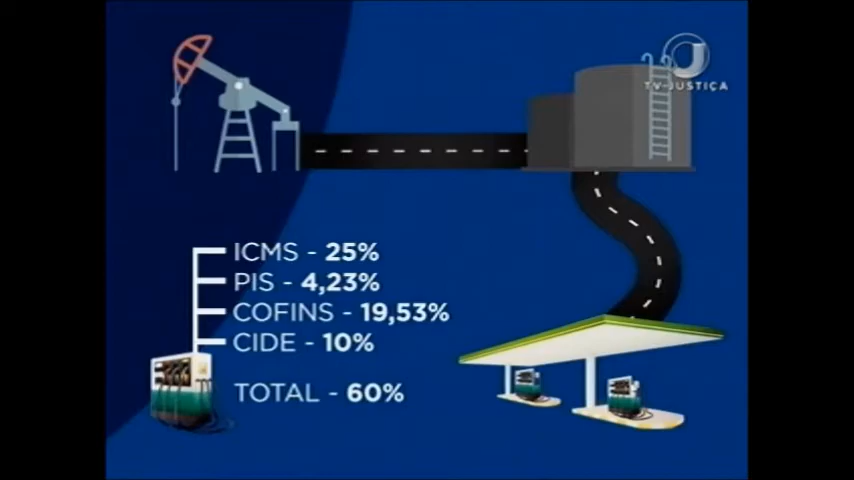 TV JUSTIÇA
ICMS - 25%
PIS - 4,23%
COFINS - 19,53%
CIDE - 10%
TOTAL - 60%